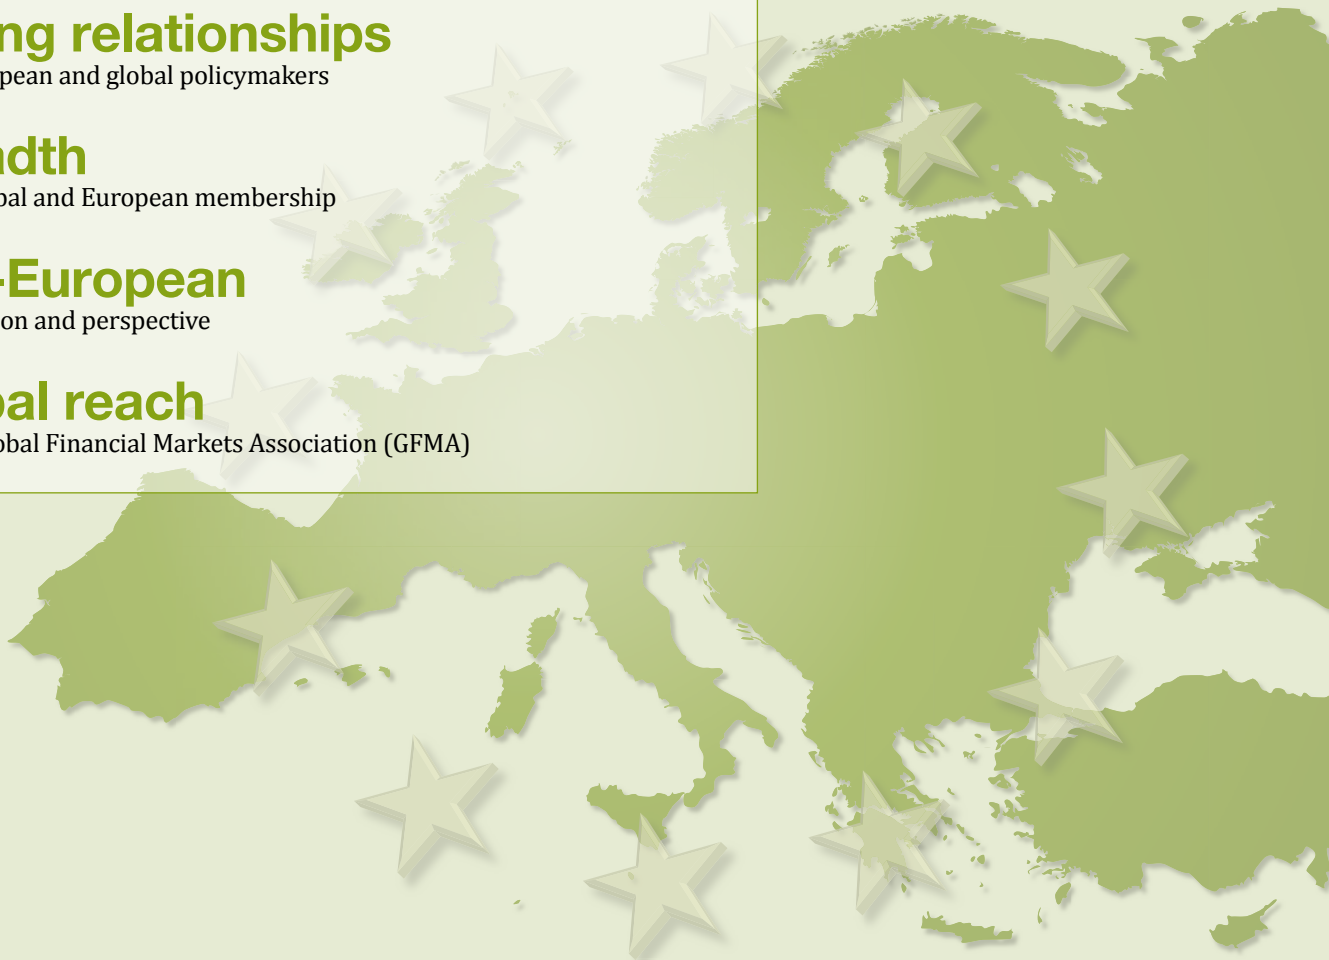 ng relationships
pean and global policymakers
dth
bal and European membership
-European
on and perspective
bal reach
obal Financial Markets Association (GFMA)